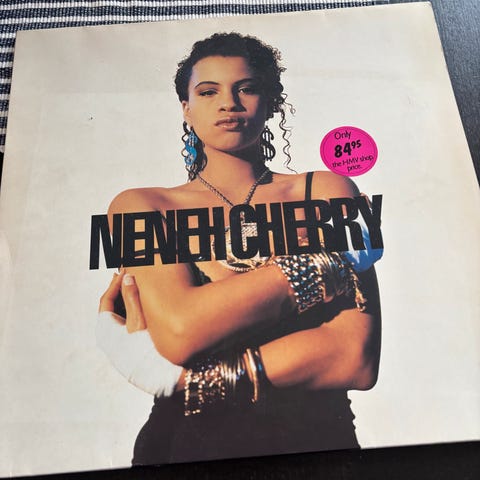 Only
84 95
the HMV shop
price.
NENEH CHERRY